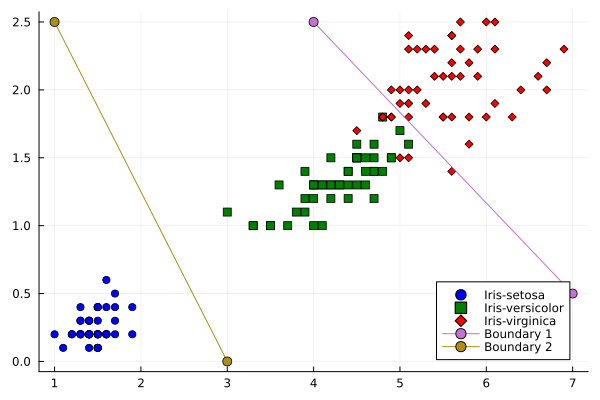 2.5
2.0
1.5
1.0
0.5
0.0
1 2 3 4 5 6 7
Iris-setosa
Iris-versicolor
Iris-virginica
Boundary 1
Boundary 2